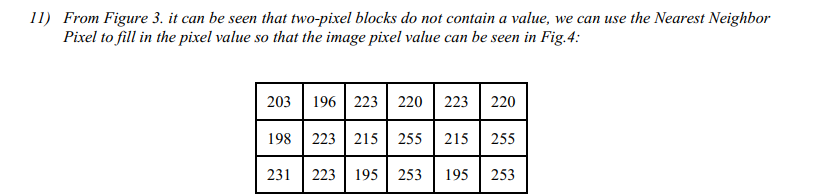 11) From Figure 3. it can be seen that two-pixel blocks do not contain a value, we can use the Nearest Neighbor
Pixel to fill in the pixel value so that the image pixel value can be seen in Fig.4:
203 196 223 220 223 220
198 223 215 255 215 255
231 223 195 253 195 253